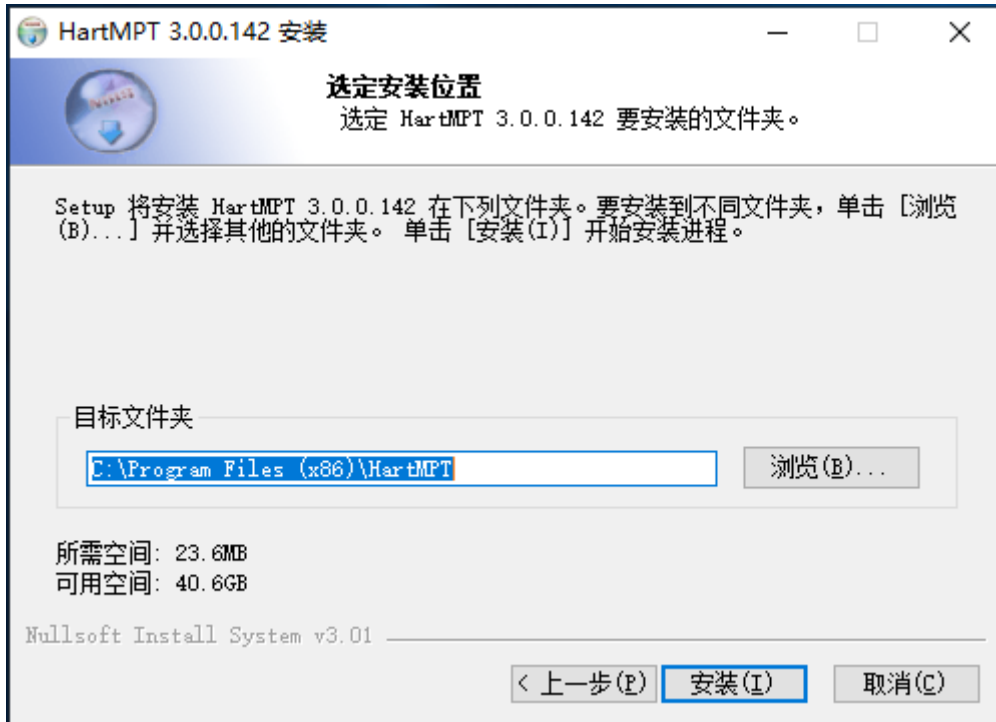 HartMPT 3.0.0.142 安装
选定安装位置
选定 HartMPT 3.0.0.142 要安装的文件夹。
Setup 将安装 HartMPT 3.0.0.142 在下列文件夹。要安装到不同文件夹，单击 [浏览
(B)...] 并选择其他的文件夹。 单击 [安装(I)] 开始安装进程。
目标文件夹
C:\Program Files (x86)\HartMPT
浏览(B)...
所需空间: 23.6MB
可用空间: 40.6GB
Nullsoft Install System v3.01
< 上一步(P) 安装(I) 取消(C)